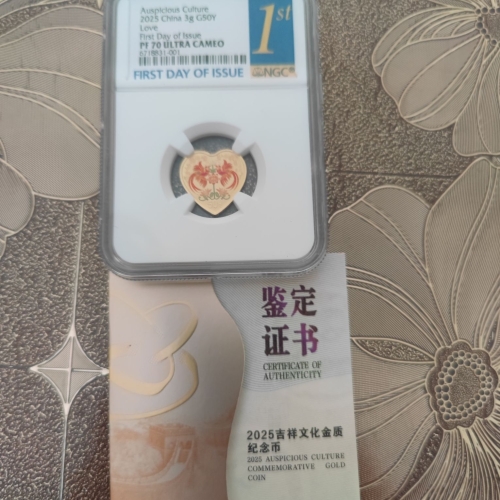 Auspicious Culture
2025 China 3g G50Y
Love
First Day of Issue
PF 70 ULTRA CAMEO
1st
FIRST DAY OF ISSUE
NGC
鉴定
证书
CERTIFICATE OF
AUTHENTICITY
2025吉祥文化金质
纪念币
2025 AUSPICIOUS CULTURE
COMMEMORATIVE GOLD
COIN